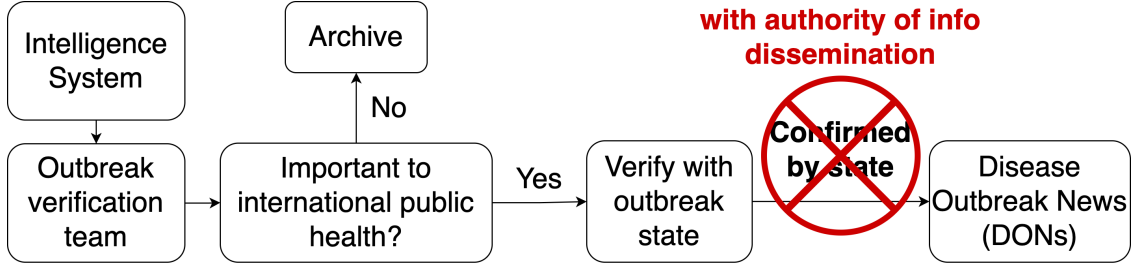 Intelligence
System
Archive
with authority of info
dissemination
No
Outbreak
verification
team
Important to
international public
health?
Yes
Verify with
outbreak
state
Confirmed
by state
Disease
Outbreak News
(DONs)